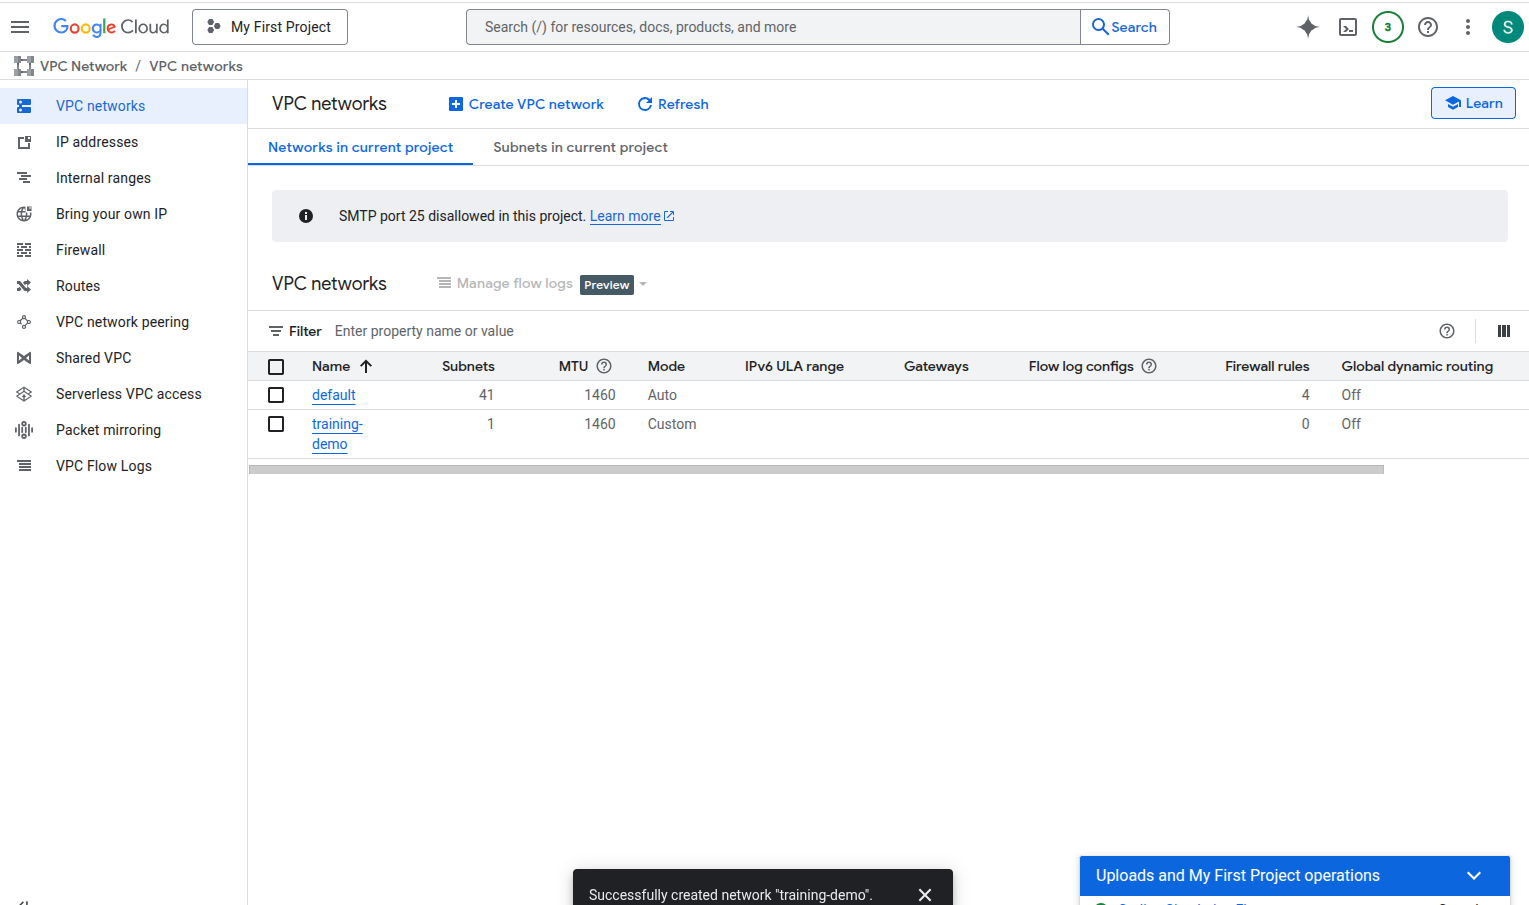 Google Cloud
My First Project
Search (/) for resources, docs, products, and more
Search
3
S
VPC Network / VPC networks
VPC networks
IP addresses
Internal ranges
Bring your own IP
Firewall
Routes
VPC network peering
Shared VPC
Serverless VPC access
Packet mirroring
VPC Flow Logs
VPC networks
Create VPC network
Refresh
Learn
Networks in current project
Subnets in current project
SMTP port 25 disallowed in this project. Learn more
VPC networks
Manage flow logs Preview
Filter Enter property name or value
Name Subnets MTU Mode IPv6 ULA range Gateways Flow log configs Firewall rules Global dynamic routing
default 41 1460 Auto 4 Off
training-demo 1 1460 Custom 0 Off
Successfully created network "training-demo".
Uploads and My First Project operations